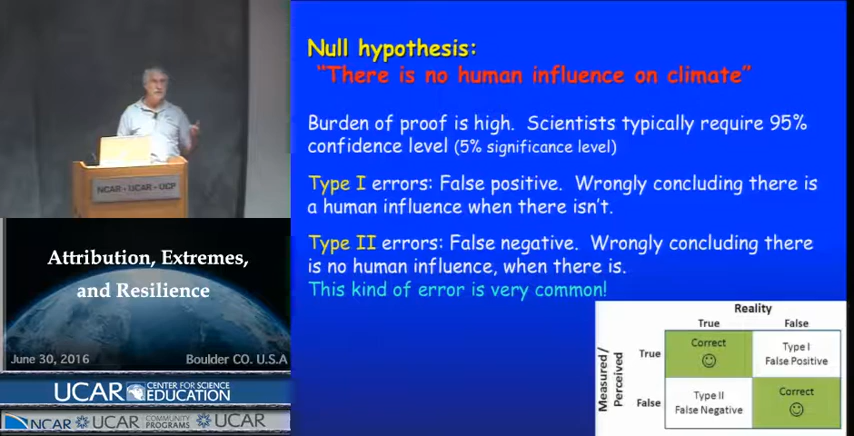 NCAR - UCAR - UCP
Attribution, Extremes,
and Resilience
June 30, 2016 Boulder CO. U.S.A
UCAR CENTER FOR SCIENCE EDUCATION
NCAR UCAR COMMUNITY PROGRAMS UCAR
Null hypothesis:
"There is no human influence on climate"
Burden of proof is high. Scientists typically require 95%
confidence level (5% significance level)
Type I errors: False positive. Wrongly concluding there is
a human influence when there isn't.
Type II errors: False negative. Wrongly concluding there
is no human influence, when there is.
This kind of error is very common!
Reality
True False
Measured/
Perceived
True
Correct
Type I
False Positive
False
Type II
False Negative
Correct